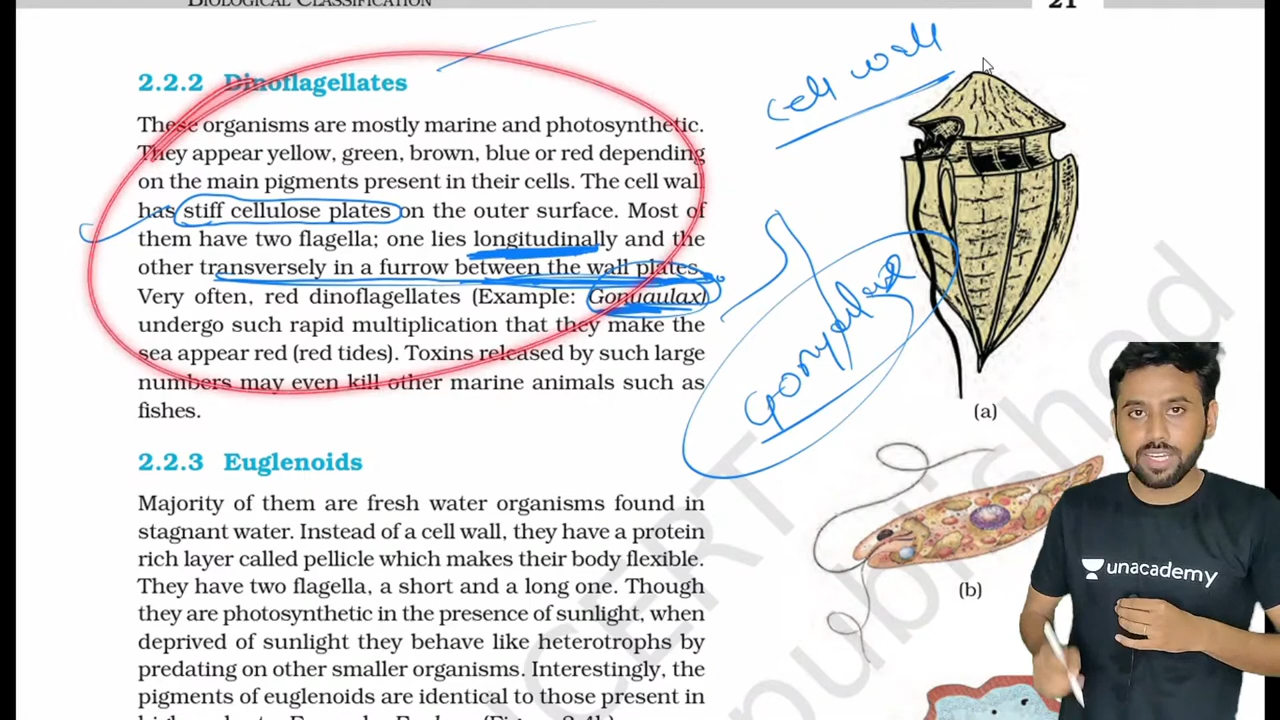 BIOLOGICAL CLASSIFICATION
21
2.2.2 Dinoflagellates
These organisms are mostly marine and photosynthetic.
They appear yellow, green, brown, blue or red depending
on the main pigments present in their cells. The cell wall
has stiff cellulose plates on the outer surface. Most of
them have two flagella; one lies longitudinally and the
other transversely in a furrow between the wall plates.
Very often, red dinoflagellates (Example: Gonyaulax)
undergo such rapid multiplication that they make the
sea appear red (red tides). Toxins released by such large
numbers may even kill other marine animals such as
fishes.
cell wall
(a)
2.2.3 Euglenoids
Majority of them are fresh water organisms found in
stagnant water. Instead of a cell wall, they have a protein
rich layer called pellicle which makes their body flexible.
They have two flagella, a short and a long one. Though
they are photosynthetic in the presence of sunlight, when
deprived of sunlight they behave like heterotrophs by
predating on other smaller organisms. Interestingly, the
pigments of euglenoids are identical to those present in
(b)
unacademy
NCERT
published